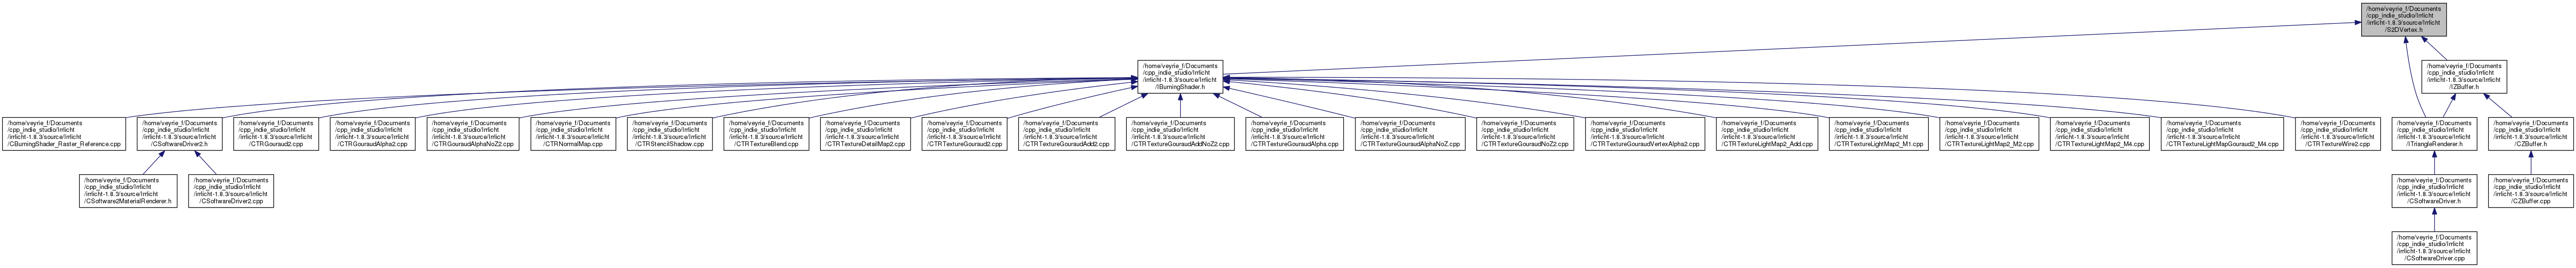 /home/veyrie_f/Documents
/cpp_indie_studio/Irrlicht
/irrlicht-1.8.3/source/Irrlicht
/S2DVertex.h
/home/veyrie_f/Documents
/cpp_indie_studio/Irrlicht
/irrlicht-1.8.3/source/Irrlicht
/IBurningShader.h
/home/veyrie_f/Documents
/cpp_indie_studio/Irrlicht
/irrlicht-1.8.3/source/Irrlicht
/IZBuffer.h
/home/veyrie_f/Documents
/cpp_indie_studio/Irrlicht
/irrlicht-1.8.3/source/Irrlicht
/CBurningShader_Raster_Reference.cpp
/home/veyrie_f/Documents
/cpp_indie_studio/Irrlicht
/irrlicht-1.8.3/source/Irrlicht
/CSoftwareDriver2.h
/home/veyrie_f/Documents
/cpp_indie_studio/Irrlicht
/irrlicht-1.8.3/source/Irrlicht
/CTRGouraud2.cpp
/home/veyrie_f/Documents
/cpp_indie_studio/Irrlicht
/irrlicht-1.8.3/source/Irrlicht
/CTRGouraudAlpha2.cpp
/home/veyrie_f/Documents
/cpp_indie_studio/Irrlicht
/irrlicht-1.8.3/source/Irrlicht
/CTRGouraudAlphaNoZ2.cpp
/home/veyrie_f/Documents
/cpp_indie_studio/Irrlicht
/irrlicht-1.8.3/source/Irrlicht
/CTRNormalMap.cpp
/home/veyrie_f/Documents
/cpp_indie_studio/Irrlicht
/irrlicht-1.8.3/source/Irrlicht
/CTRStencilShadow.cpp
/home/veyrie_f/Documents
/cpp_indie_studio/Irrlicht
/irrlicht-1.8.3/source/Irrlicht
/CTRTextureBlend.cpp
/home/veyrie_f/Documents
/cpp_indie_studio/Irrlicht
/irrlicht-1.8.3/source/Irrlicht
/CTRTextureDetailMap2.cpp
/home/veyrie_f/Documents
/cpp_indie_studio/Irrlicht
/irrlicht-1.8.3/source/Irrlicht
/CTRTextureGouraud2.cpp
/home/veyrie_f/Documents
/cpp_indie_studio/Irrlicht
/irrlicht-1.8.3/source/Irrlicht
/CTRTextureGouraudAdd2.cpp
/home/veyrie_f/Documents
/cpp_indie_studio/Irrlicht
/irrlicht-1.8.3/source/Irrlicht
/CTRTextureGouraudAddNoZ2.cpp
/home/veyrie_f/Documents
/cpp_indie_studio/Irrlicht
/irrlicht-1.8.3/source/Irrlicht
/CTRTextureGouraudAlpha.cpp
/home/veyrie_f/Documents
/cpp_indie_studio/Irrlicht
/irrlicht-1.8.3/source/Irrlicht
/CTRTextureGouraudAlphaNoZ.cpp
/home/veyrie_f/Documents
/cpp_indie_studio/Irrlicht
/irrlicht-1.8.3/source/Irrlicht
/CTRTextureGouraudNoZ2.cpp
/home/veyrie_f/Documents
/cpp_indie_studio/Irrlicht
/irrlicht-1.8.3/source/Irrlicht
/CTRTextureGouraudVertexAlpha2.cpp
/home/veyrie_f/Documents
/cpp_indie_studio/Irrlicht
/irrlicht-1.8.3/source/Irrlicht
/CTRTextureLightMap2_Add.cpp
/home/veyrie_f/Documents
/cpp_indie_studio/Irrlicht
/irrlicht-1.8.3/source/Irrlicht
/CTRTextureLightMap2_M1.cpp
/home/veyrie_f/Documents
/cpp_indie_studio/Irrlicht
/irrlicht-1.8.3/source/Irrlicht
/CTRTextureLightMap2_M2.cpp
/home/veyrie_f/Documents
/cpp_indie_studio/Irrlicht
/irrlicht-1.8.3/source/Irrlicht
/CTRTextureLightMap2_M4.cpp
/home/veyrie_f/Documents
/cpp_indie_studio/Irrlicht
/irrlicht-1.8.3/source/Irrlicht
/CTRTextureLightMapGouraud2_M4.cpp
/home/veyrie_f/Documents
/cpp_indie_studio/Irrlicht
/irrlicht-1.8.3/source/Irrlicht
/CTRTextureWire2.cpp
/home/veyrie_f/Documents
/cpp_indie_studio/Irrlicht
/irrlicht-1.8.3/source/Irrlicht
/ITriangleRenderer.h
/home/veyrie_f/Documents
/cpp_indie_studio/Irrlicht
/irrlicht-1.8.3/source/Irrlicht
/CZBuffer.h
/home/veyrie_f/Documents
/cpp_indie_studio/Irrlicht
/irrlicht-1.8.3/source/Irrlicht
/CSoftware2MaterialRenderer.h
/home/veyrie_f/Documents
/cpp_indie_studio/Irrlicht
/irrlicht-1.8.3/source/Irrlicht
/CSoftwareDriver2.cpp
/home/veyrie_f/Documents
/cpp_indie_studio/Irrlicht
/irrlicht-1.8.3/source/Irrlicht
/CSoftwareDriver.h
/home/veyrie_f/Documents
/cpp_indie_studio/Irrlicht
/irrlicht-1.8.3/source/Irrlicht
/CZBuffer.cpp
/home/veyrie_f/Documents
/cpp_indie_studio/Irrlicht
/irrlicht-1.8.3/source/Irrlicht
/CSoftwareDriver.cpp